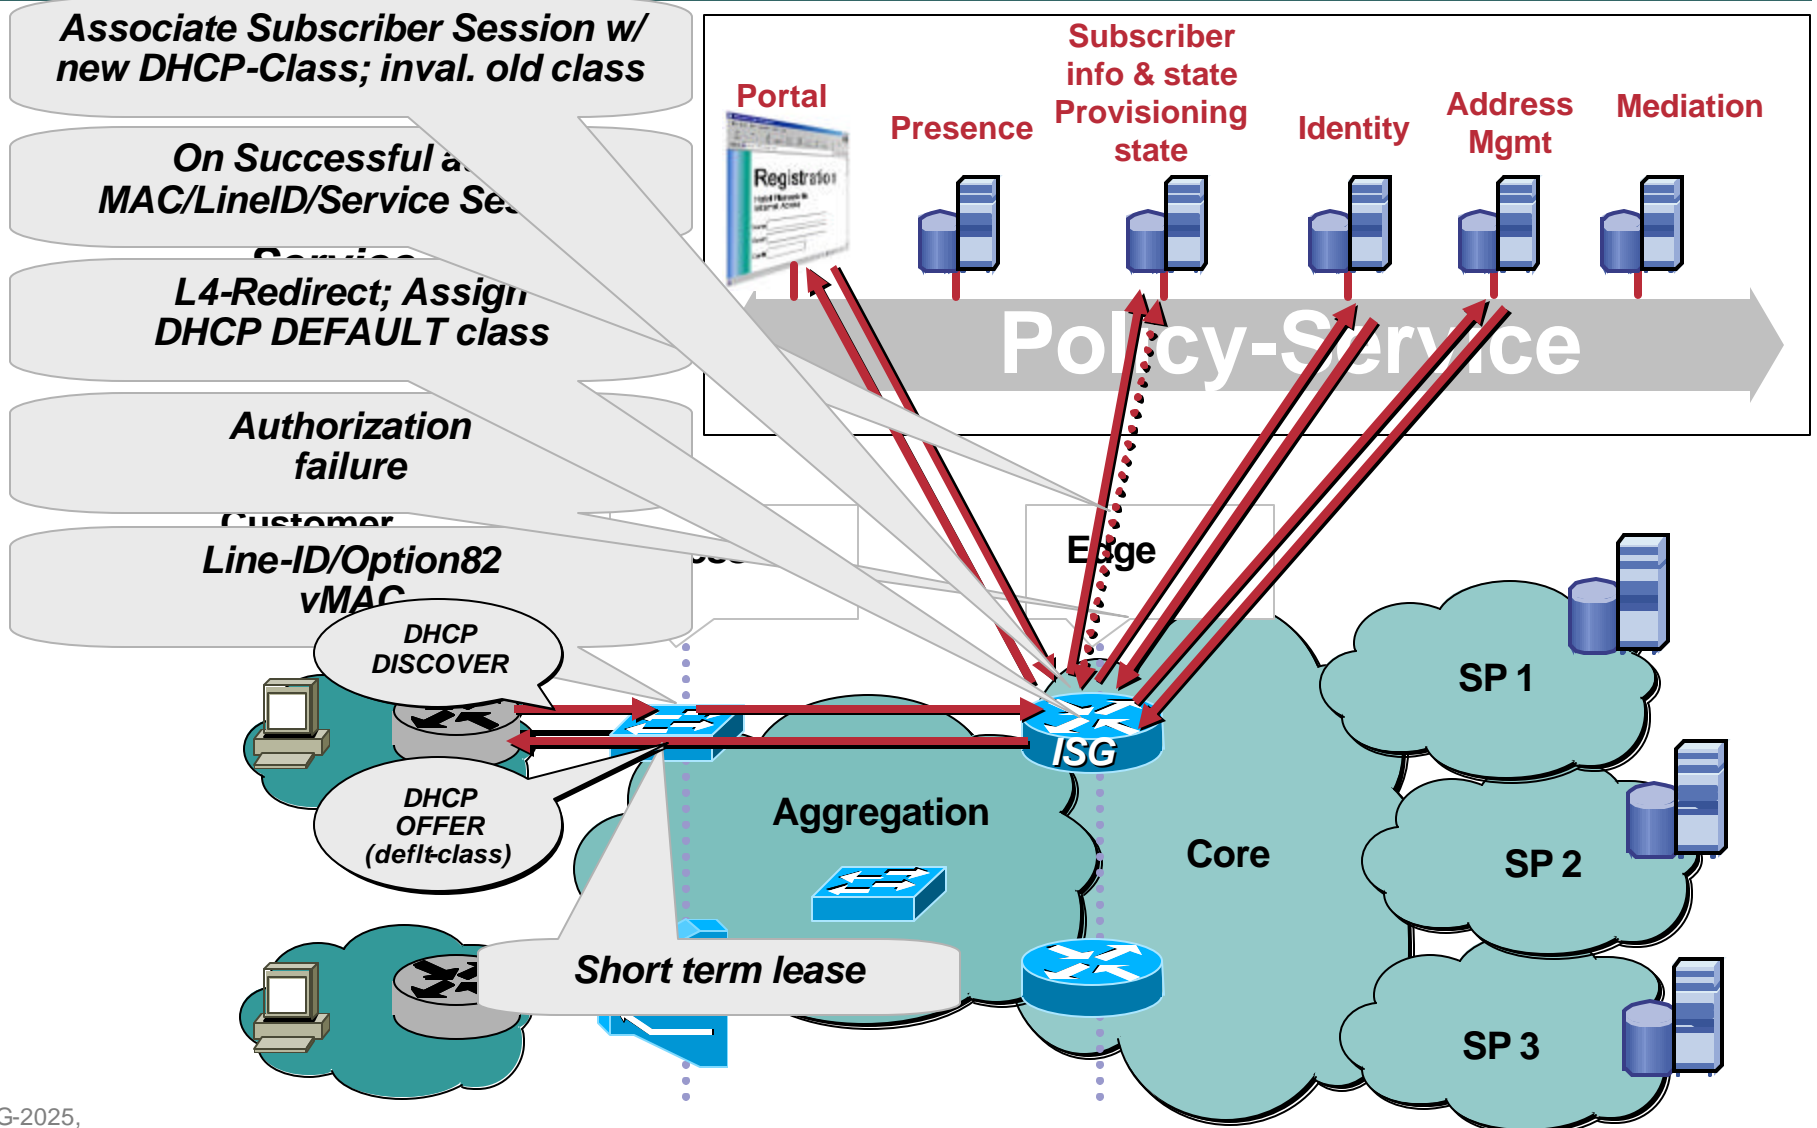 Associate Subscriber Session w/
new DHCP-Class; inval. old class
On Successful
MAC/LineID/Service
Service
L4-Redirect; Assign
DHCP DEFAULT class
Authorization
failure
Customer
Line-ID/Option82
vMAC
DHCP
DISCOVER
DHCP
OFFER
(deflt-class)
Short term lease
Portal
Registration
Presence
Subscriber
info & state
Provisioning
state
Identity
Address
Mgmt
Mediation
Policy-Service
Edge
ISG
Aggregation
Core
SP 1
SP 2
SP 3
G-2025,